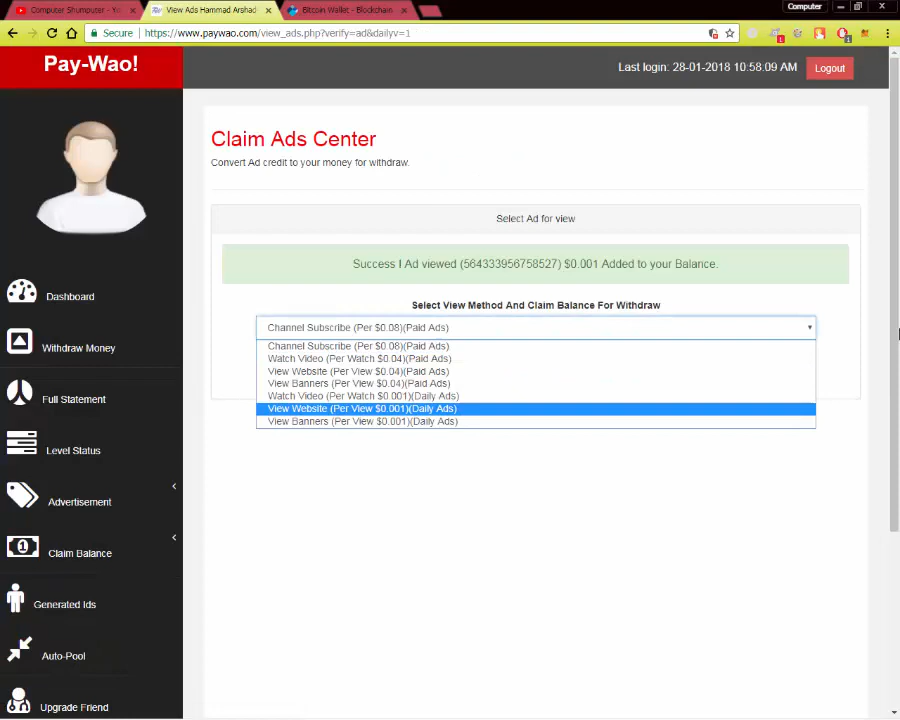 Computer Shumputer - Yo
View Ads Hammad Arshad
Bitcoin Wallet - Blockchain
Computer
Secure
https://www.paywao.com/view_ads.php?verify=ad&dailyv=1
Pay-Wao!
Last login: 28-01-2018 10:58:09 AM
Logout
Claim Ads Center
Convert Ad credit to your money for withdraw.
Select Ad for view
Success I Ad viewed (564333956758527) $0.001 Added to your Balance.
Select View Method And Claim Balance For Withdraw
Channel Subscribe (Per $0.08)(Paid Ads)
Channel Subscribe (Per $0.08)(Paid Ads)
Watch Video (Per Watch $0.04)(Paid Ads)
View Website (Per View $0.04)(Paid Ads)
View Banners (Per View $0.04)(Paid Ads)
Watch Video (Per Watch $0.001)(Daily Ads)
View Website (Per View $0.001)(Daily Ads)
View Banners (Per View $0.001)(Daily Ads)
Dashboard
Withdraw Money
Full Statement
Level Status
Advertisement
Claim Balance
Generated Ids
Auto-Pool
Upgrade Friend